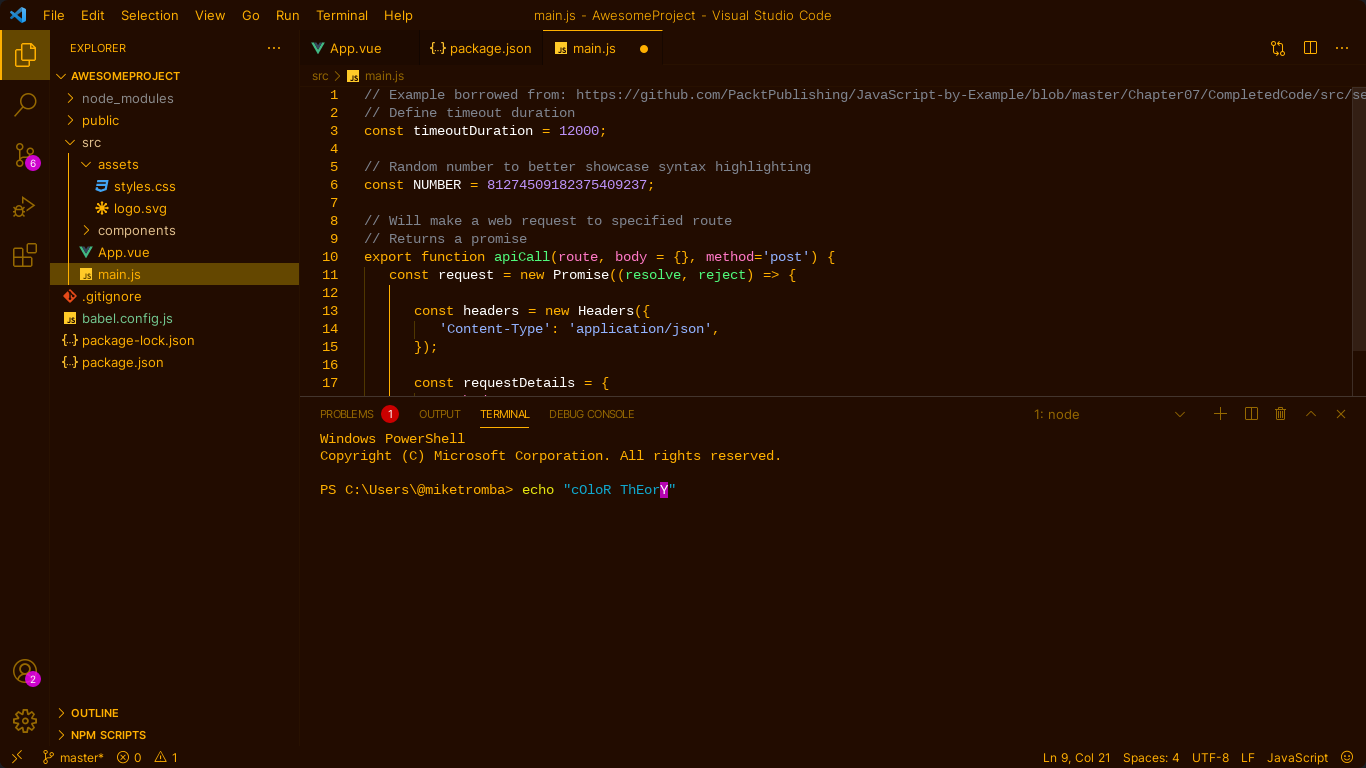 File Edit Selection View Go Run Terminal Help
main.js - AwesomeProject - Visual Studio Code
EXPLORER
AWESOMEPROJECT
node_modules
public
src
assets
styles.css
logo.svg
components
App.vue
main.js
.gitignore
babel.config.js
package-lock.json
package.json
OUTLINE
NPM SCRIPTS
6
2
App.vue
{..} package.json
JS main.js
src > JS main.js
1 // Example borrowed from: https://github.com/PacktPublishing/JavaScript-by-Example/blob/master/Chapter07/CompletedCode/src/se
2 // Define timeout duration
3 const timeoutDuration = 12000;
4
5 // Random number to better showcase syntax highlighting
6 const NUMBER = 81274509182375409237;
7
8 // Will make a web request to specified route
9 // Returns a promise
10 export function apiCall(route, body = {}, method='post') {
11 const request = new Promise((resolve, reject) => {
12
13 const headers = new Headers({
14 'Content-Type': 'application/json',
15 });
16
17 const requestDetails = {
PROBLEMS 1 OUTPUT TERMINAL DEBUG CONSOLE
1: node
Windows PowerShell
Copyright (C) Microsoft Corporation. All rights reserved.
PS C:\Users\@miketromba> echo "cOloR ThEorY"
master* 0 1
Ln 9, Col 21 Spaces: 4 UTF-8 LF JavaScript